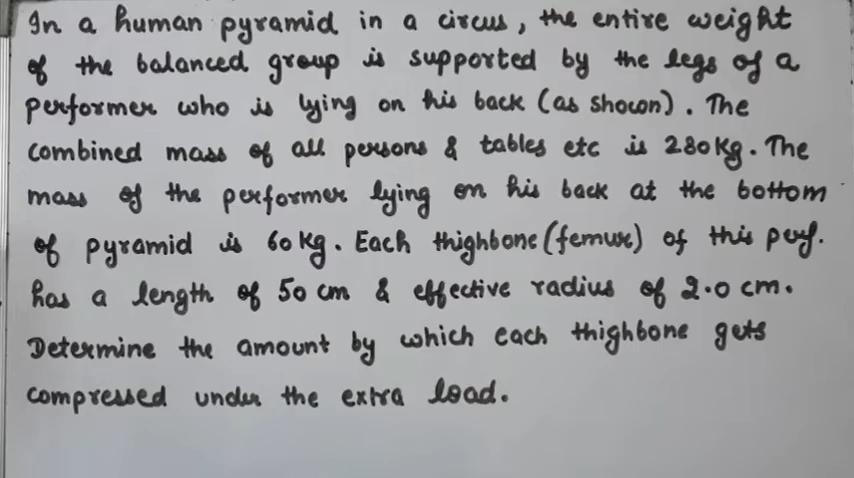 In a human pyramid in a circus, the entire weight
of the balanced group is supported by the legs of a
performer who is lying on his back (as shown). The
combined mass of all persons & tables etc is 280kg. The
mass of the performer lying on his back at the bottom
of pyramid is 60 kg. Each thighbone (femur) of this perf.
has a length of 50 cm & effective radius of 2.0 cm.
Determine the amount by which each thighbone gets
compressed under the extra load.